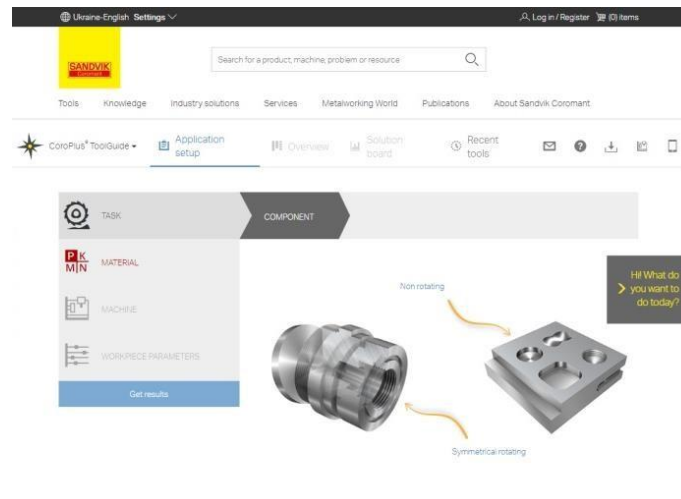 Ukraine-English Settings
Log in / Register (0) items
SANDVIK
Coromant
Search for a product, machine, problem or resource
Tools Knowledge Industry solutions Services Metalworking World Publications About Sandvik Coromant
CoroPlus® ToolGuide
Application setup
Overview
Solution board
Recent tools
TASK
COMPONENT
P K
M N
MATERIAL
MACHINE
WORKPIECE PARAMETERS
Get results
Non rotating
Symmetrical rotating
Hi! What do
you want to
do today?